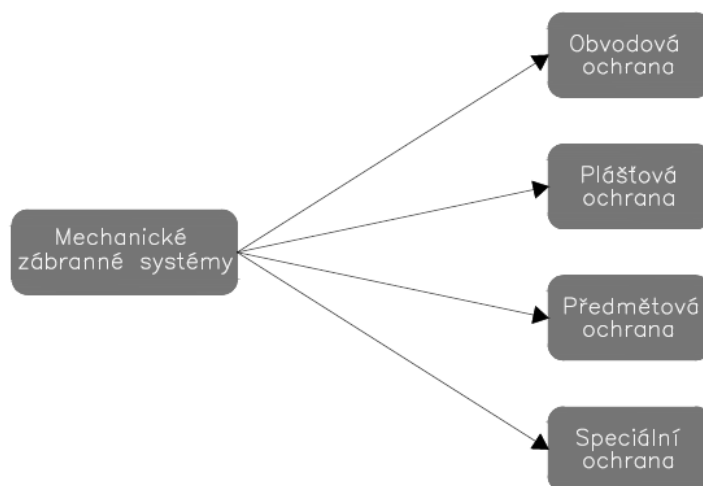 Obvodová
ochrana
Plášťová
ochrana
Mechanické
zábranné systémy
Předmětová
ochrana
Speciální
ochrana